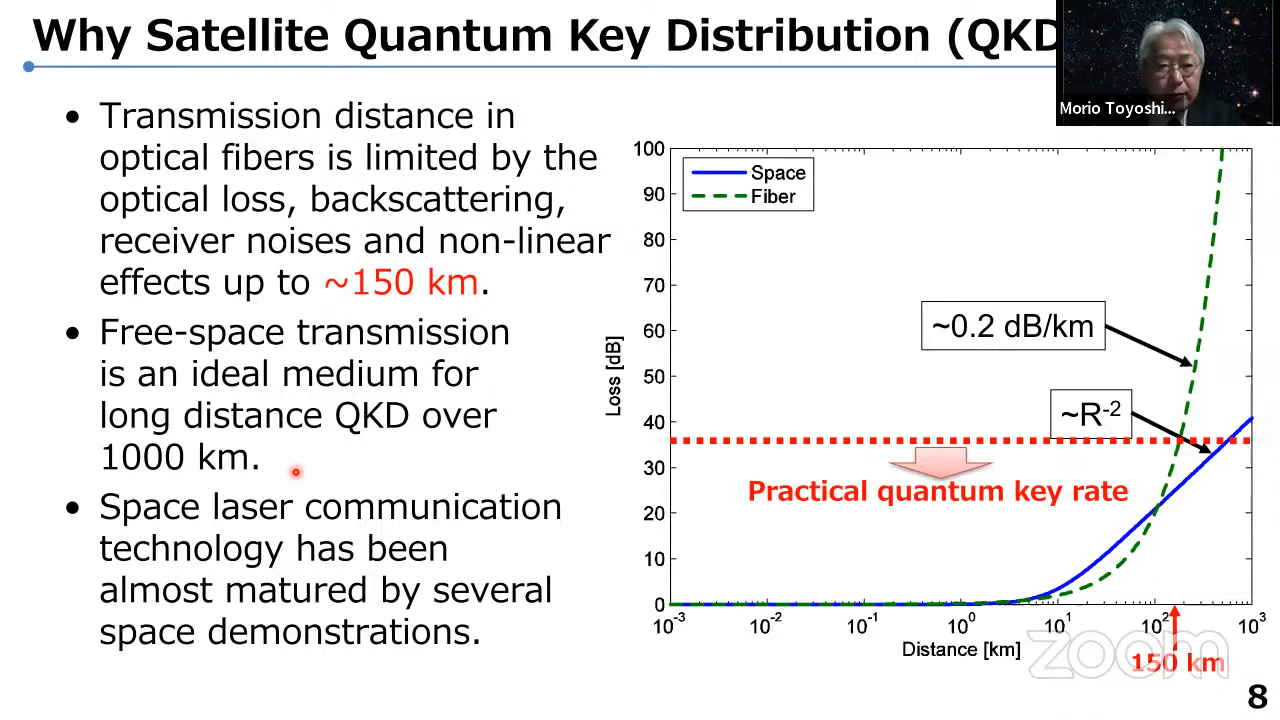 Why Satellite Quantum Key Distribution (QKD
Morio Toyoshi...
• Transmission distance in
optical fibers is limited by the
optical loss, backscattering,
receiver noises and non-linear
effects up to ~150 km.
• Free-space transmission
is an ideal medium for
long distance QKD over
1000 km.
• Space laser communication
technology has been
almost matured by several
space demonstrations.
Space
Fiber
100
90
80
70
60
50
40
30
20
10
0
Loss [dB]
~0.2 dB/km
~R⁻²
Practical quantum key rate
10⁻³ 10⁻² 10⁻¹ 10⁰ 10¹ 10² 10³
Distance [km]
150 km
zoom
8